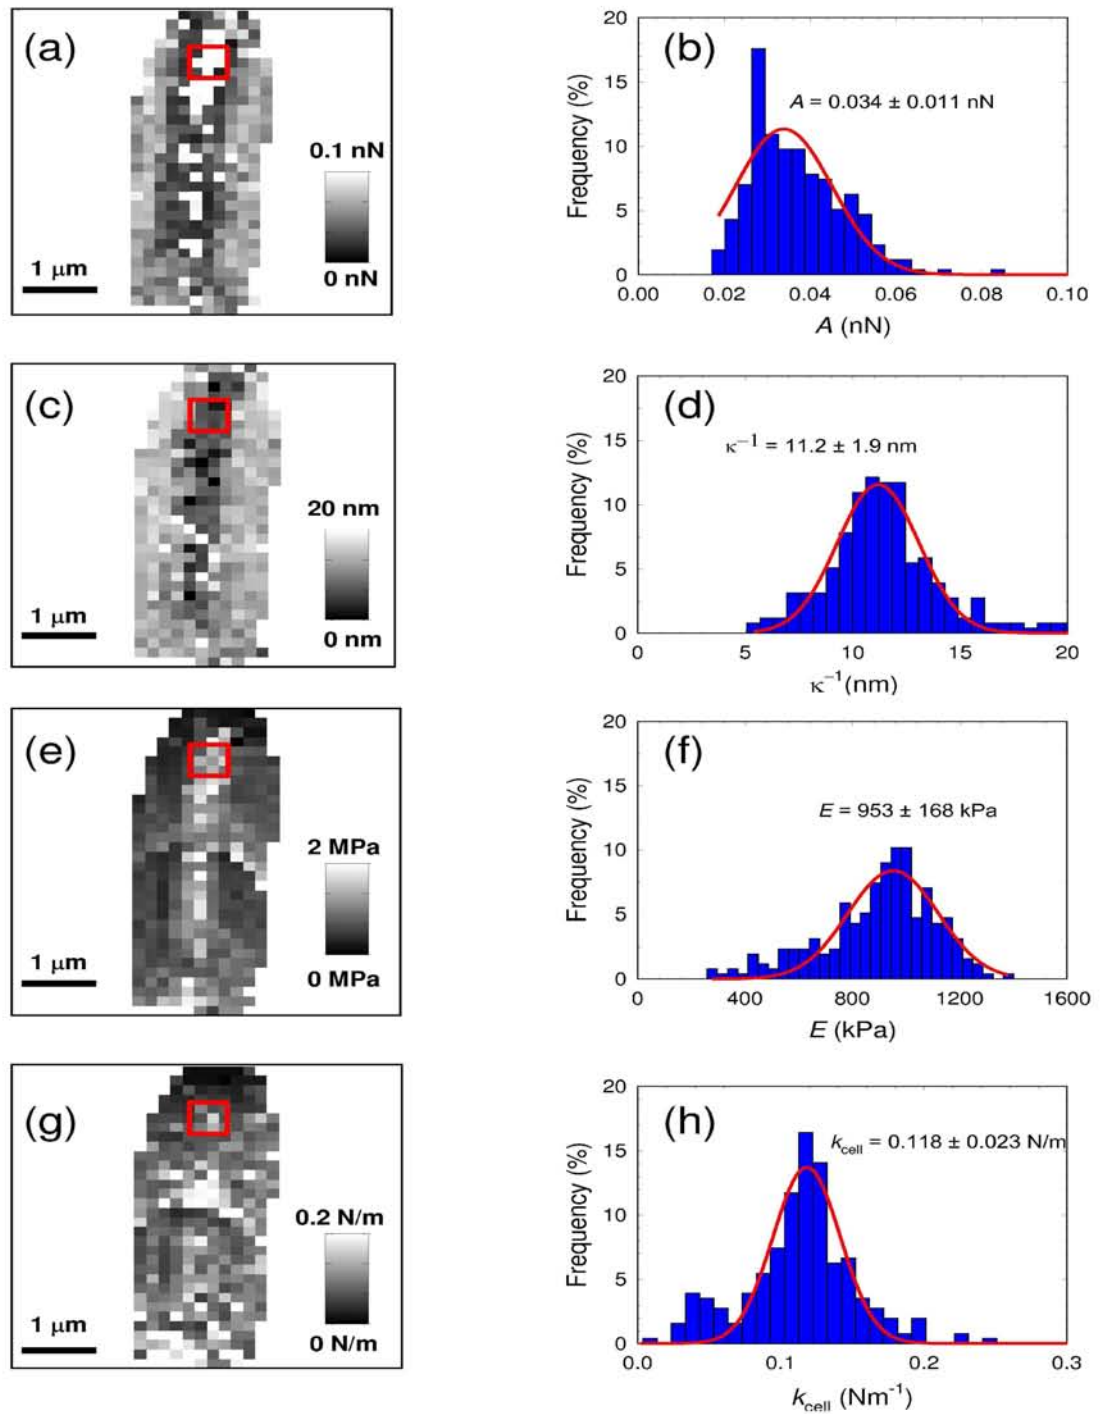 (a)
0.1 nN
0 nN
1 μm
(b)
A = 0.034 ± 0.011 nN
Frequency (%)
20
15
10
5
0
0.00 0.02 0.04 0.06 0.08 0.10
A (nN)
(c)
20 nm
0 nm
1 μm
(d)
κ⁻¹ = 11.2 ± 1.9 nm
Frequency (%)
20
15
10
5
0
0 5 10 15 20
κ⁻¹(nm)
(e)
2 MPa
0 MPa
1 μm
(f)
E = 953 ± 168 kPa
Frequency (%)
20
15
10
5
0
0 400 800 1200 1600
E (kPa)
(g)
0.2 N/m
0 N/m
1 μm
(h)
k_cell = 0.118 ± 0.023 N/m
Frequency (%)
20
15
10
5
0
0.0 0.1 0.2 0.3
k_cell (Nm⁻¹)